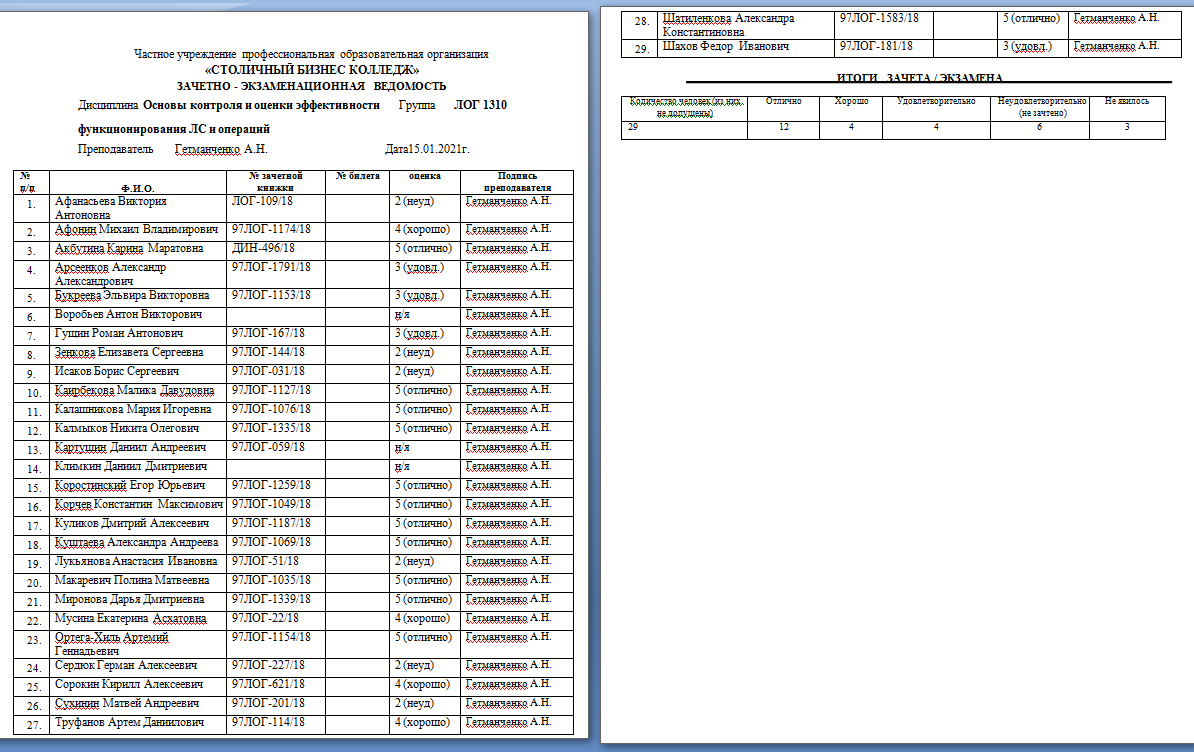 Частное учреждение профессиональная образовательная организация
«СТОЛИЧНЫЙ БИЗНЕС КОЛЛЕДЖ»
ЗАЧЕТНО - ЭКЗАМЕНАЦИОННАЯ ВЕДОМОСТЬ
Дисциплина Основы контроля и оценки эффективности Группа ЛОГ 1310
функционирования ЛС и операций
Преподаватель Гетманченко А.Н. Дата15.01.2021г.
№ п/п Ф.И.О. № зачетной книжки № билета оценка Подпись преподавателя
1. Афанасьева Виктория Антоновна ЛОГ-109/18 2 (неуд) Гетманченко А.Н.
2. Афонин Михаил Владимирович 97ЛОГ-1174/18 4 (хорошо) Гетманченко А.Н.
3. Акбутина Карина Маратовна ДИН-496/18 5 (отлично) Гетманченко А.Н.
4. Арсеенков Александр Александрович 97ЛОГ-1791/18 3 (удовл.) Гетманченко А.Н.
5. Букреева Эльвира Викторовна 97ЛОГ-1153/18 3 (удовл.) Гетманченко А.Н.
6. Воробьев Антон Викторович н/я Гетманченко А.Н.
7. Гущин Роман Антонович 97ЛОГ-167/18 3 (удовл.) Гетманченко А.Н.
8. Зенкова Елизавета Сергеевна 97ЛОГ-144/18 2 (неуд) Гетманченко А.Н.
9. Исаков Борис Сергеевич 97ЛОГ-031/18 2 (неуд) Гетманченко А.Н.
10. Каирбекова Малика Давудовна 97ЛОГ-1127/18 5 (отлично) Гетманченко А.Н.
11. Калашникова Мария Игоревна 97ЛОГ-1076/18 5 (отлично) Гетманченко А.Н.
12. Калмыков Никита Олегович 97ЛОГ-1335/18 5 (отлично) Гетманченко А.Н.
13. Картушин Даниил Андреевич 97ЛОГ-059/18 н/я Гетманченко А.Н.
14. Климкин Даниил Дмитриевич н/я Гетманченко А.Н.
15. Коростинский Егор Юрьевич 97ЛОГ-1259/18 5 (отлично) Гетманченко А.Н.
16. Корчев Константин Максимович 97ЛОГ-1049/18 5 (отлично) Гетманченко А.Н.
17. Куликов Дмитрий Алексеевич 97ЛОГ-1187/18 5 (отлично) Гетманченко А.Н.
18. Куштаева Александра Андреева 97ЛОГ-1069/18 5 (отлично) Гетманченко А.Н.
19. Лукьянова Анастасия Ивановна 97ЛОГ-51/18 2 (неуд) Гетманченко А.Н.
20. Макаревич Полина Матвеевна 97ЛОГ-1035/18 5 (отлично) Гетманченко А.Н.
21. Миронова Дарья Дмитриевна 97ЛОГ-1339/18 5 (отлично) Гетманченко А.Н.
22. Мусина Екатерина Асхатовна 97ЛОГ-22/18 4 (хорошо) Гетманченко А.Н.
23. Ортега-Хиль Артемий Геннадьевич 97ЛОГ-1154/18 5 (отлично) Гетманченко А.Н.
24. Сердюк Герман Алексеевич 97ЛОГ-227/18 2 (неуд) Гетманченко А.Н.
25. Сорокин Кирилл Алексеевич 97ЛОГ-621/18 4 (хорошо) Гетманченко А.Н.
26. Сухинин Матвей Андреевич 97ЛОГ-201/18 2 (неуд) Гетманченко А.Н.
27. Труфанов Артем Даниилович 97ЛОГ-114/18 4 (хорошо) Гетманченко А.Н.
28. Шатиленкова Александра Константиновна 97ЛОГ-1583/18 5 (отлично) Гетманченко А.Н.
29. Шахов Федор Иванович 97ЛОГ-181/18 3 (удовл.) Гетманченко А.Н.
ИТОГИ ЗАЧЕТА / ЭКЗАМЕНА
Количество человек (из них, не допущены) Отлично Хорошо Удовлетворительно Неудовлетворительно (не зачтено) Не явилось
29 12 4 4 6 3